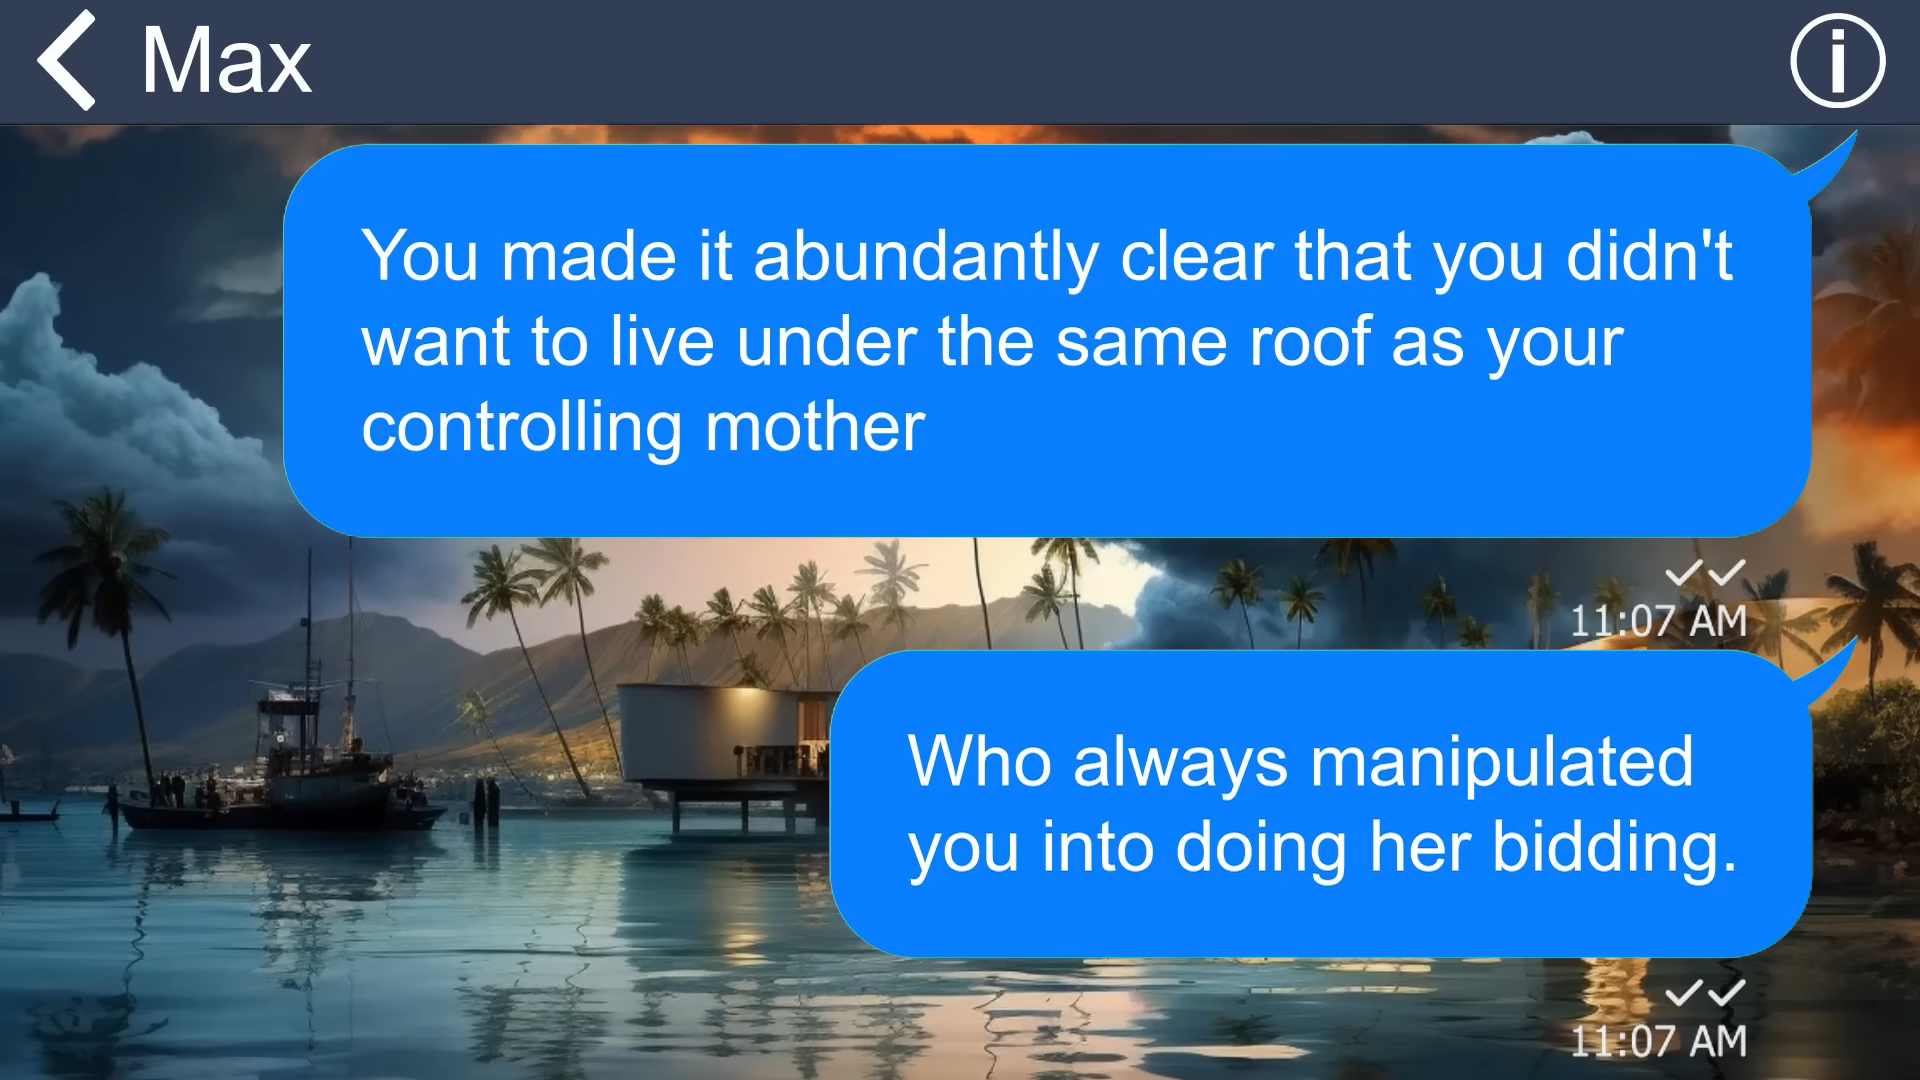 Max
You made it abundantly clear that you didn't
want to live under the same roof as your
controlling mother
11:07 AM
Who always manipulated
you into doing her bidding.
11:07 AM